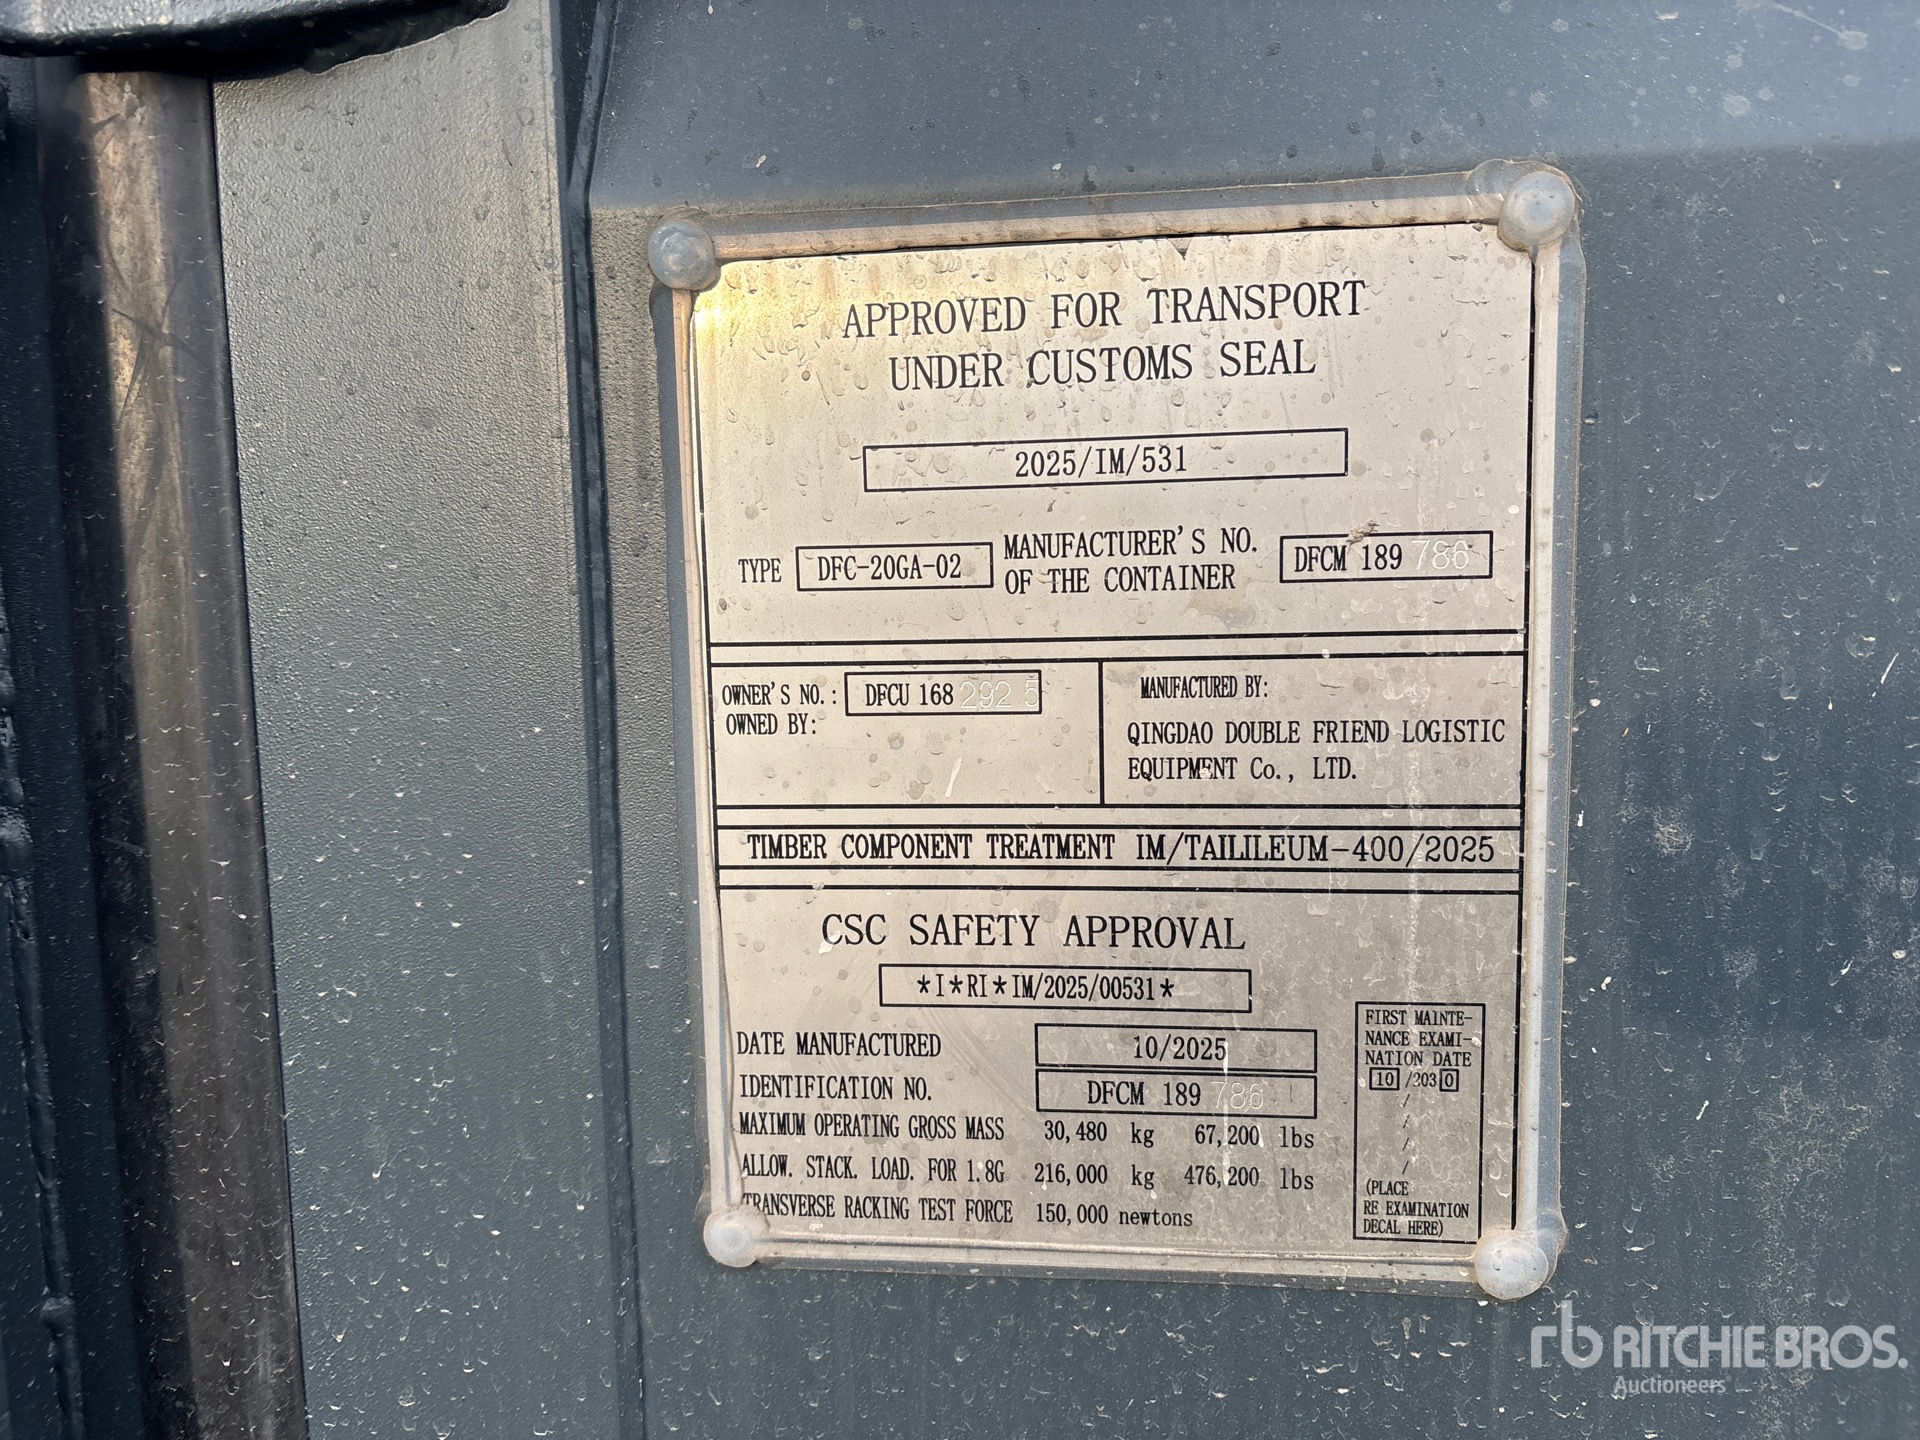 APPROVED FOR TRANSPORT
UNDER CUSTOMS SEAL
2025/IM/531
TYPE DFC-20GA-02 MANUFACTURER'S NO. OF THE CONTAINER DFCM 189 786
OWNER'S NO.: DFCU 168 292 5
OWNED BY:
MANUFACTURED BY:
QINGDAO DOUBLE FRIEND LOGISTIC
EQUIPMENT Co., LTD.
TIMBER COMPONENT TREATMENT IM/TAILILEUM-400/2025
CSC SAFETY APPROVAL
*I*RI*IM/2025/00531*
DATE MANUFACTURED 10/2025
IDENTIFICATION NO. DFCM 189 786
MAXIMUM OPERATING GROSS MASS 30,480 kg 67,200 lbs
ALLOW. STACK. LOAD. FOR 1.8G 216,000 kg 476,200 lbs
TRANSVERSE RACKING TEST FORCE 150,000 newtons
FIRST MAINTE-
NANCE EXAMI-
NATION DATE
10 /2030
/
/
/
/
(PLACE
RE EXAMINATION
DECAL HERE)
rb RITCHIE BROS.
Auctioneers